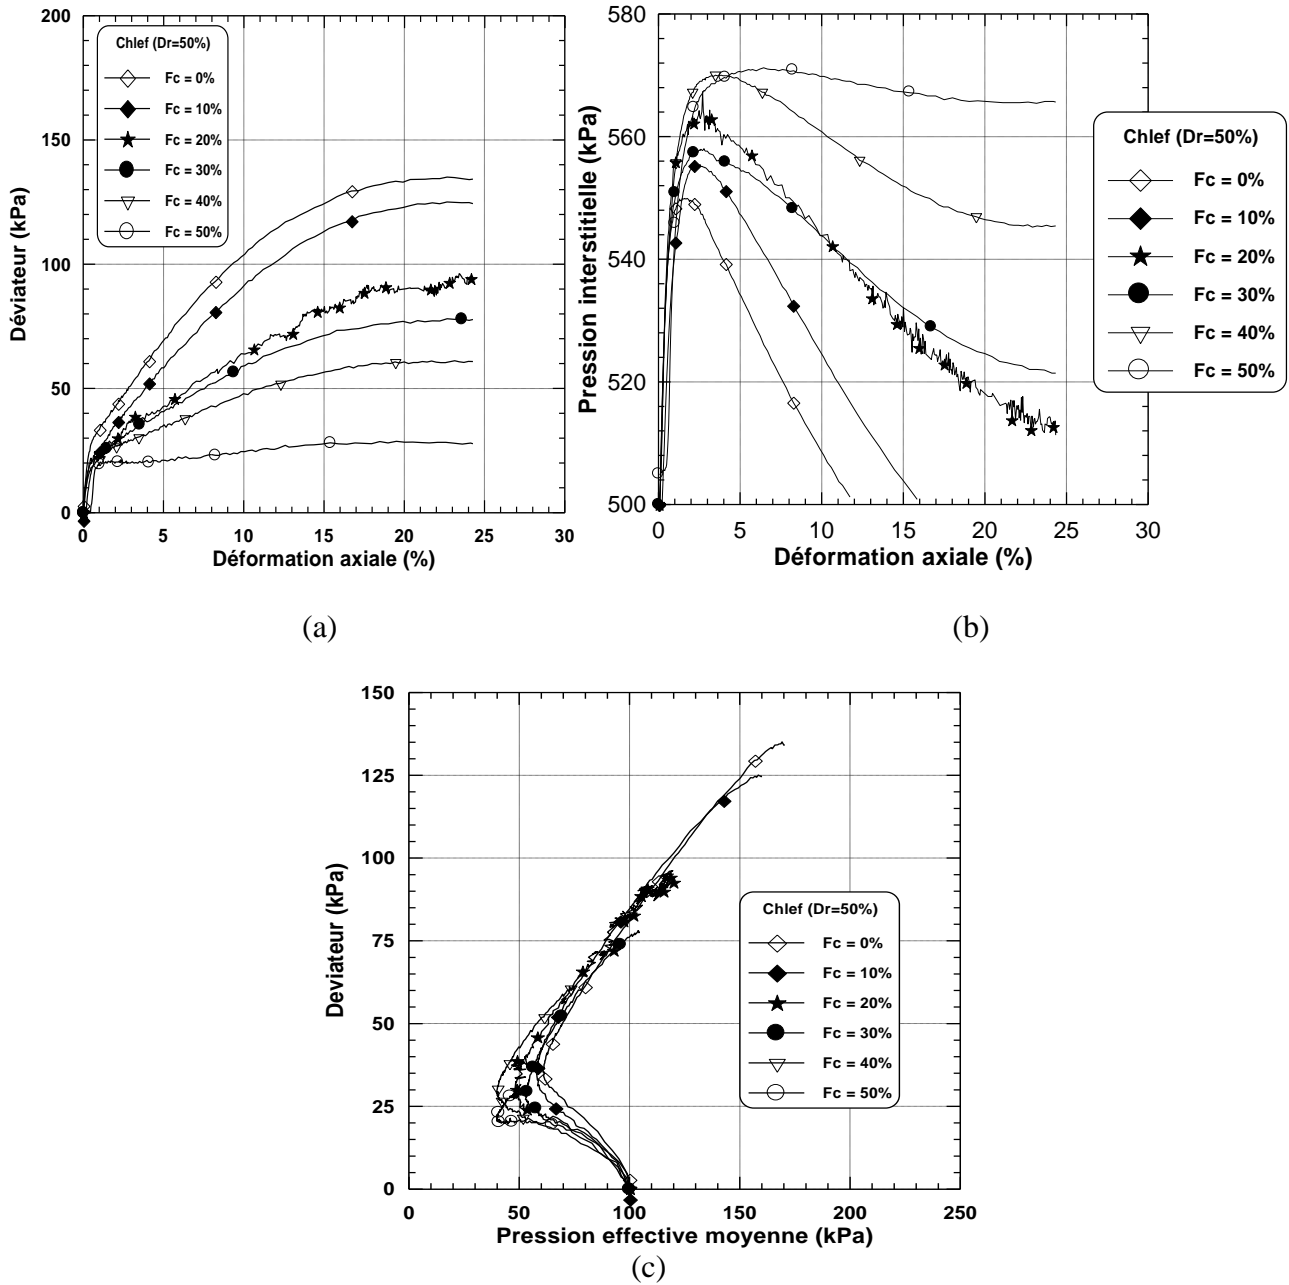 200
150
100
50
0
0
5
10
15
20
25
30
Déviateur (kPa)
Déformation axiale (%)
Chlef (Dr=50%)
Fc = 0%
Fc = 10%
Fc = 20%
Fc = 30%
Fc = 40%
Fc = 50%
(a)
580
560
540
520
500
0
5
10
15
20
25
30
Pression interstitielle (kPa)
Déformation axiale (%)
Chlef (Dr=50%)
Fc = 0%
Fc = 10%
Fc = 20%
Fc = 30%
Fc = 40%
Fc = 50%
(b)
150
125
100
75
50
25
0
0
50
100
150
200
250
Deviateur (kPa)
Pression effective moyenne (kPa)
Chlef (Dr=50%)
Fc = 0%
Fc = 10%
Fc = 20%
Fc = 30%
Fc = 40%
Fc = 50%
(c)